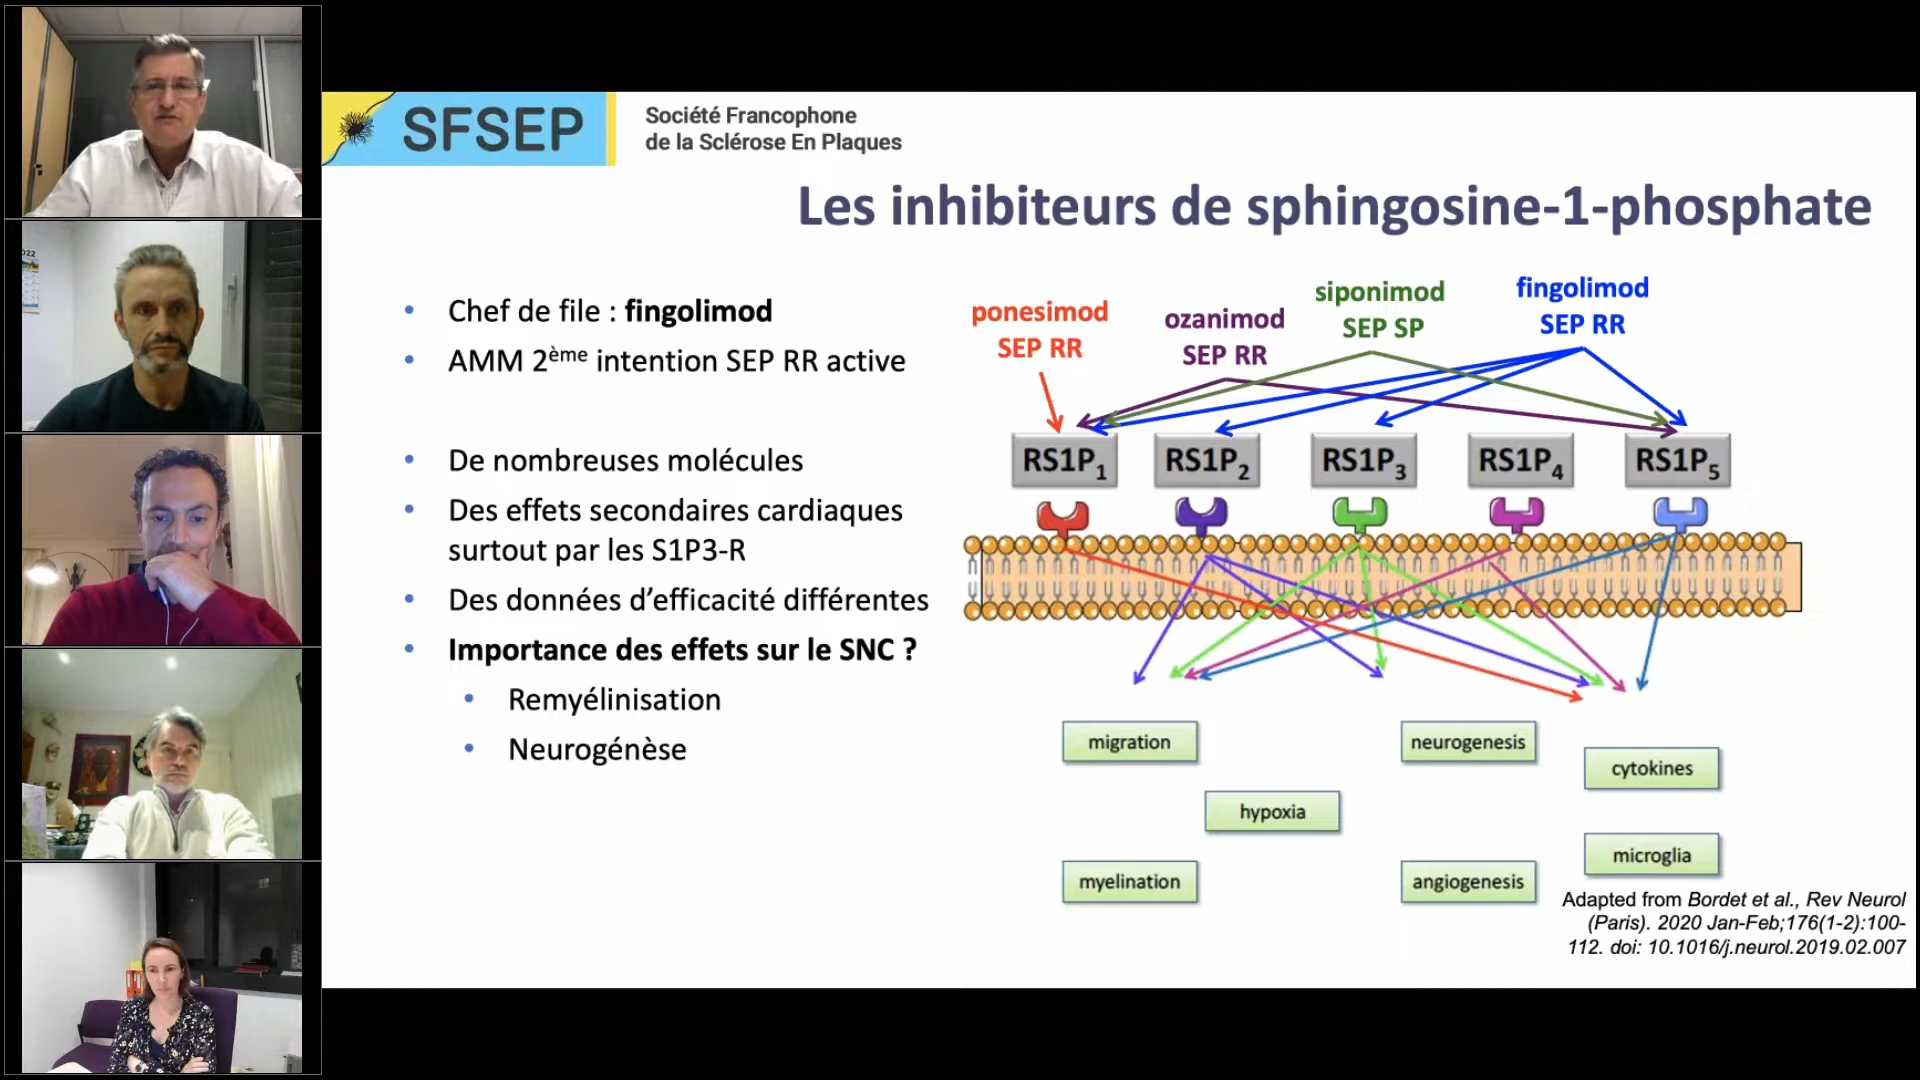 022
SFSEP
Société Francophone
de la Sclérose En Plaques
Les inhibiteurs de sphingosine-1-phosphate
• Chef de file : fingolimod
• AMM 2ème intention SEP RR active
• De nombreuses molécules
• Des effets secondaires cardiaques
surtout par les S1P3-R
• Des données d’efficacité différentes
• Importance des effets sur le SNC ?
• Remyélinisation
• Neurogénèse
ponesimod
SEP RR
ozanimod
SEP RR
siponimod
SEP SP
fingolimod
SEP RR
RS1P1
RS1P2
RS1P3
RS1P4
RS1P5
migration
neurogenesis
cytokines
hypoxia
microglia
myelination
angiogenesis
Adapted from Bordet et al., Rev Neurol
(Paris). 2020 Jan-Feb;176(1-2):100-
112. doi: 10.1016/j.neurol.2019.02.007